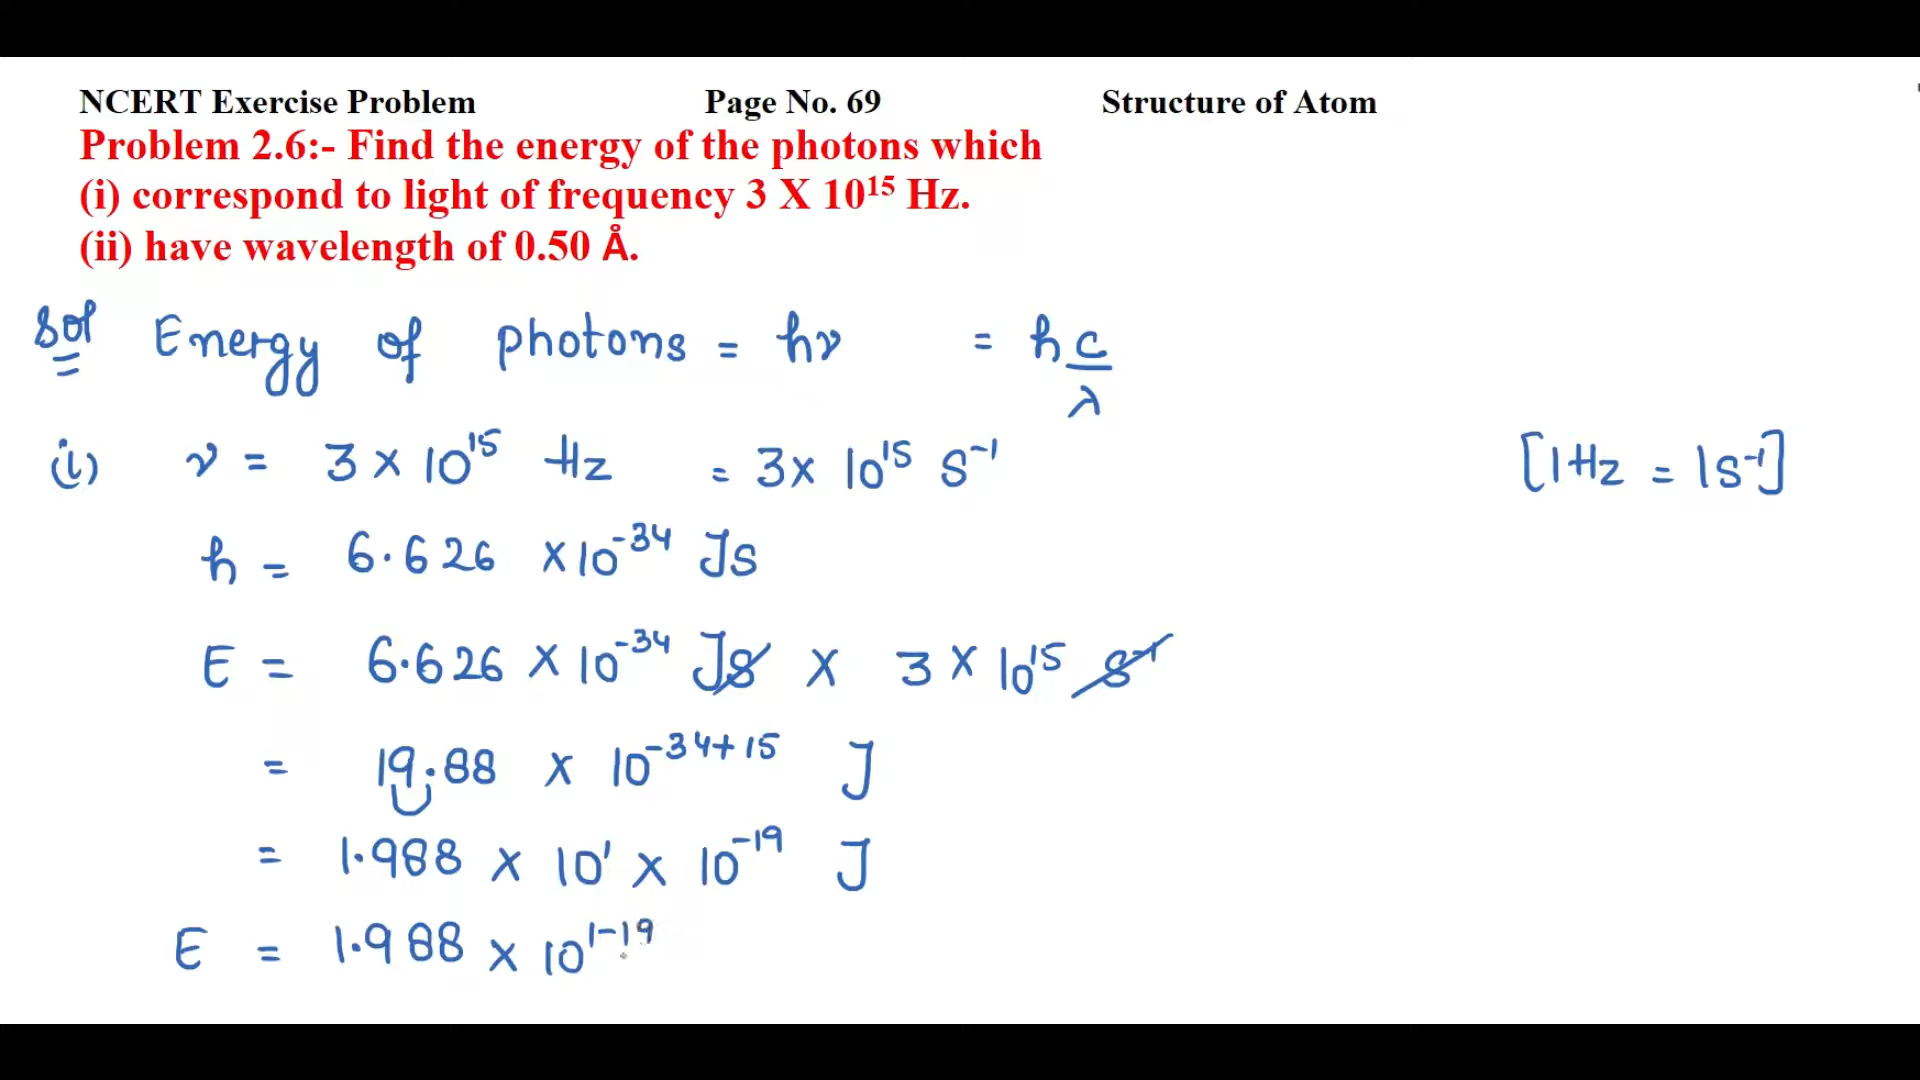 NCERT Exercise Problem Page No. 69 Structure of Atom
Problem 2.6:- Find the energy of the photons which
(i) correspond to light of frequency 3 X 10¹⁵ Hz.
(ii) have wavelength of 0.50 Å.
Sol Energy of photons = hν = h c/λ
(i) ν = 3 × 10¹⁵ Hz = 3 × 10¹⁵ S⁻¹ [1Hz = 1S⁻¹]
h = 6.626 × 10⁻³⁴ JS
E = 6.626 × 10⁻³⁴ JS × 3 × 10¹⁵ S⁻¹
= 19.88 × 10⁻³⁴⁺¹⁵ J
= 1.988 × 10¹ × 10⁻¹⁹ J
E = 1.988 × 10¹⁻¹⁹